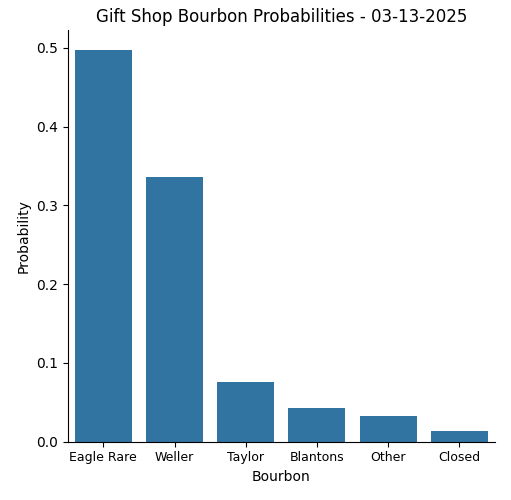 Gift Shop Bourbon Probabilities - 03-13-2025
0.5
0.4
0.3
0.2
0.1
0.0
Probability
Eagle Rare Weller Taylor Blantons Other Closed
Bourbon